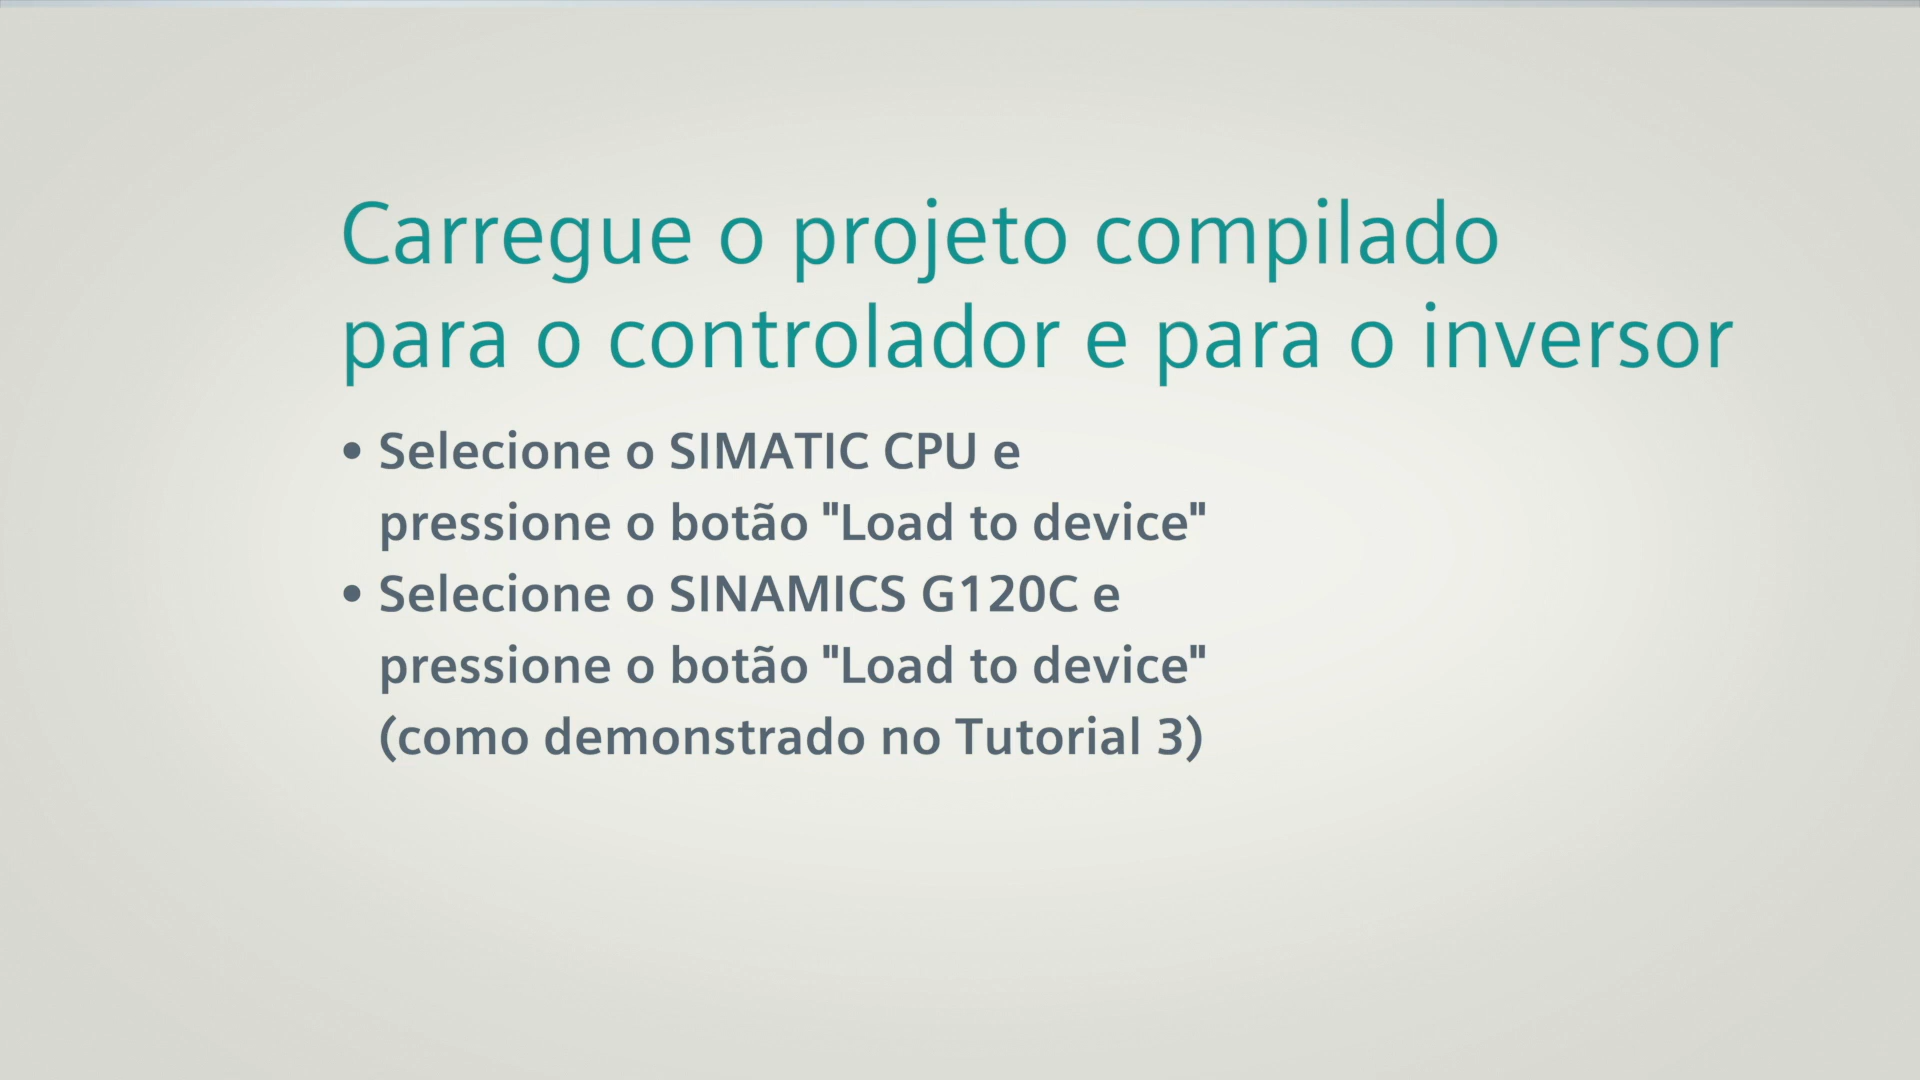 Carregue o projeto compilado
para o controlador e para o inversor
• Selecione o SIMATIC CPU e
pressione o botão "Load to device"
• Selecione o SINAMICS G120C e
pressione o botão "Load to device"
(como demonstrado no Tutorial 3)